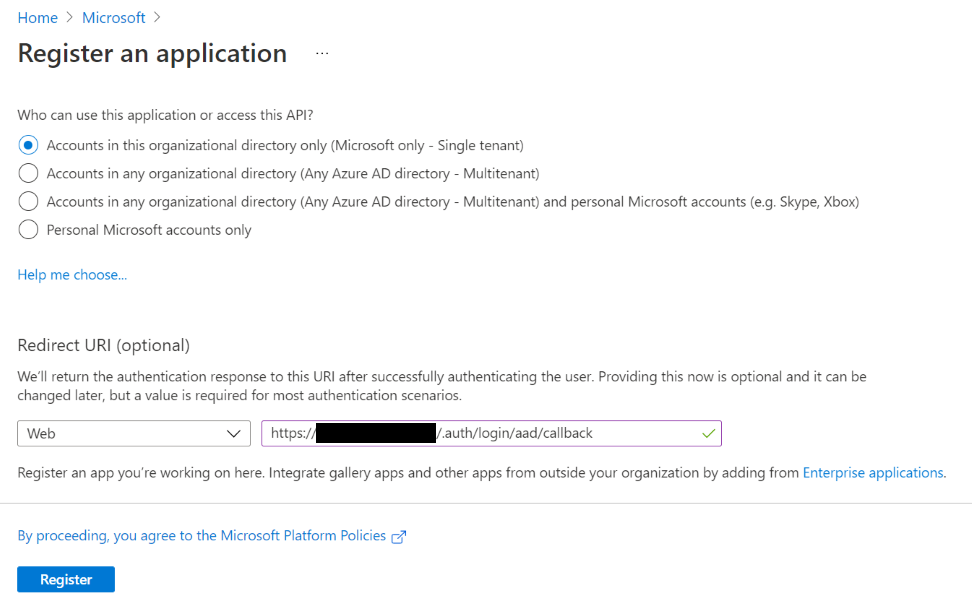 Home > Microsoft >
Register an application ...
Who can use this application or access this API?
Accounts in this organizational directory only (Microsoft only - Single tenant)
Accounts in any organizational directory (Any Azure AD directory - Multitenant)
Accounts in any organizational directory (Any Azure AD directory - Multitenant) and personal Microsoft accounts (e.g. Skype, Xbox)
Personal Microsoft accounts only
Help me choose...
Redirect URI (optional)
We'll return the authentication response to this URI after successfully authenticating the user. Providing this now is optional and it can be
changed later, but a value is required for most authentication scenarios.
Web https:///.auth/login/aad/callback
Register an app you're working on here. Integrate gallery apps and other apps from outside your organization by adding from Enterprise applications.
By proceeding, you agree to the Microsoft Platform Policies
Register